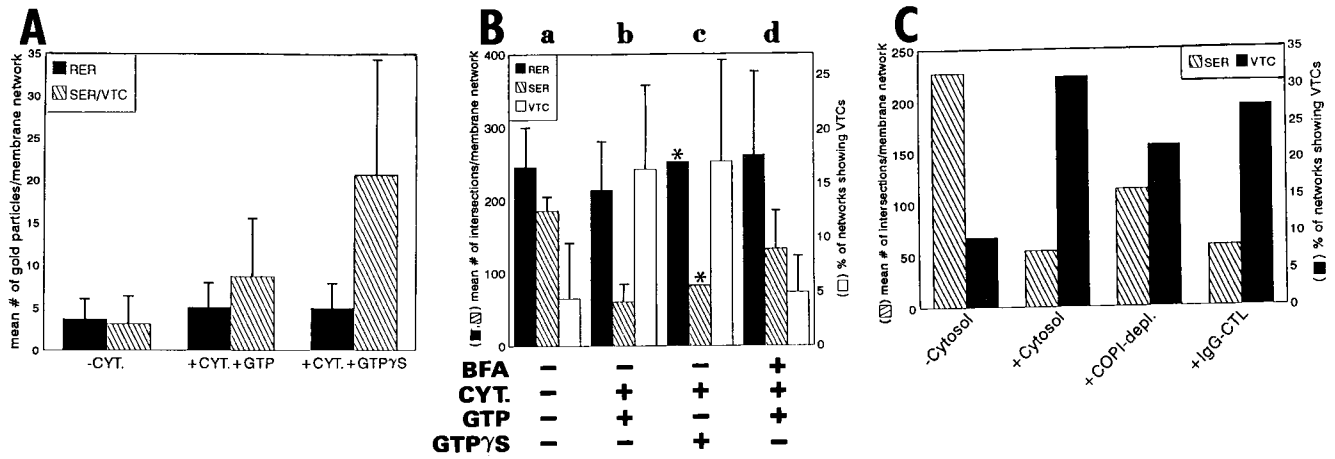 A
mean # of gold particles/membrane network
35
30
25
20
15
10
5
0
RER
SER/VTC
-CYT.
+CYT.+GTP
+CYT.+GTPγS
B
a b c d
(■,▨) mean # of intersections/membrane network
400
300
200
100
0
RER
SER
VTC
*
*
25
20
15
10
5
0
(□) % of networks showing VTCs
BFA − − − +
CYT. − + + +
GTP − + − +
GTPγS − − + −
C
(▨) mean # of intersections/membrane network
250
200
150
100
50
0
SER VTC
35
30
25
20
15
10
5
0
(■) % of networks showing VTCs
-Cytosol
+Cytosol
+COPI-depl.
+IgG-CTL